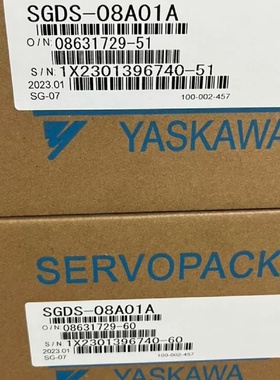 SGDS-08A01A
O/N: 08631729-51
S/N: 1X2301396740-51
2023.01
SG-07 100-002-457
YASKAWA
SERVOPACK
SGDS-08A01A
O/N: 08631729-60
S/N: 1X2301396740-60
2023.01
SG-07 100-002-457
YASKAWA